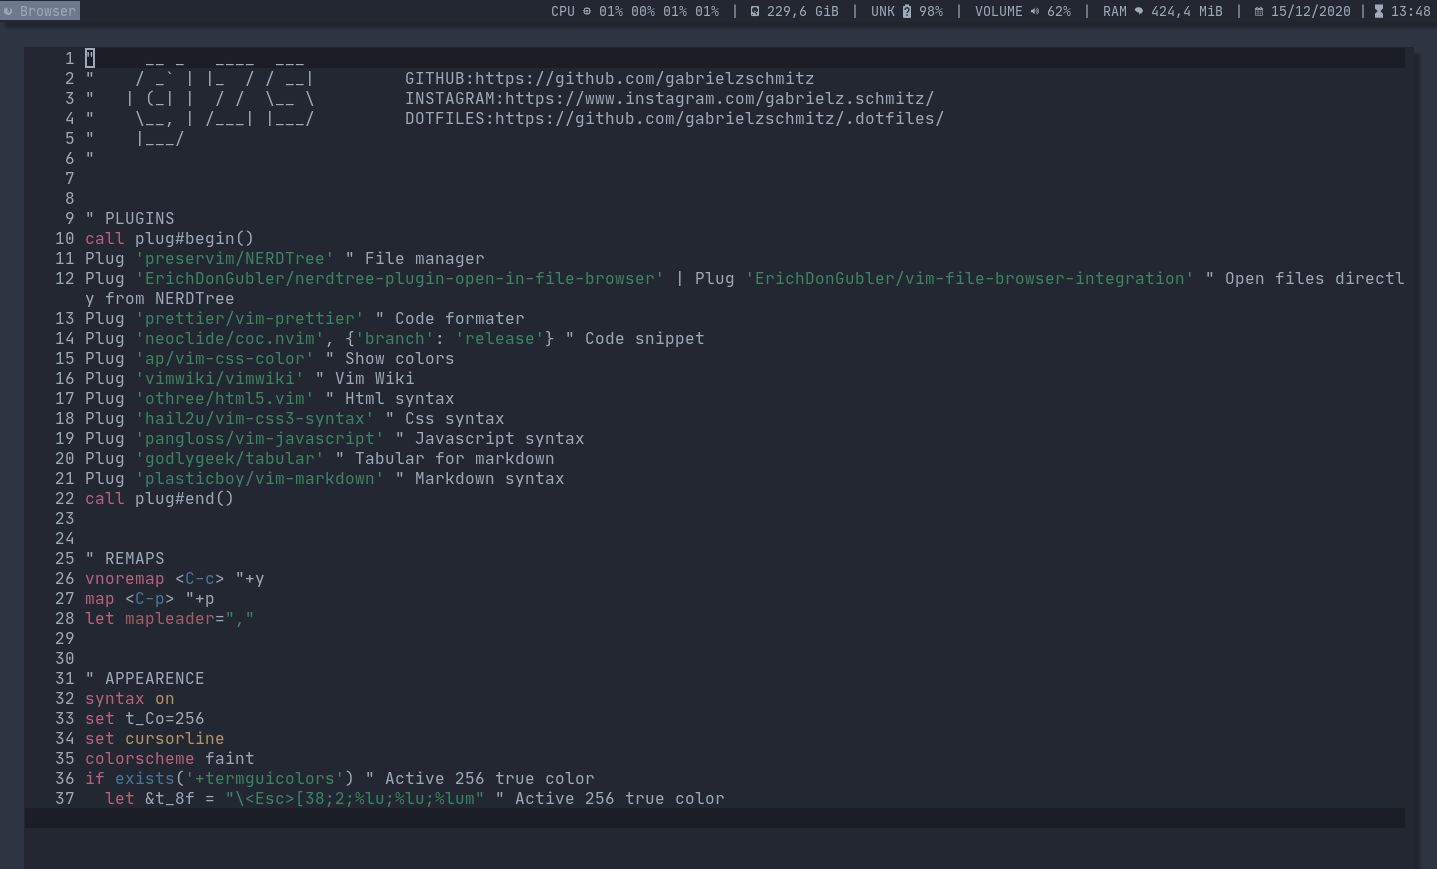 Browser CPU 01% 00% 01% 01% | 229,6 GiB | UNK 98% | VOLUME 62% | RAM 424,4 MiB | 15/12/2020 | 13:48
1 "     __ _   ____  ___
2 "    / _` | |_  / / __|         GITHUB:https://github.com/gabrielzschmitz
3 "   | (_| |  / /  \__ \         INSTAGRAM:https://www.instagram.com/gabrielz.schmitz/
4 "    \__, | /___| |___/         DOTFILES:https://github.com/gabrielzschmitz/.dotfiles/
5 "    |___/
6 "
7
8
9 " PLUGINS
10 call plug#begin()
11 Plug 'preservim/NERDTree' " File manager
12 Plug 'ErichDonGubler/nerdtree-plugin-open-in-file-browser' | Plug 'ErichDonGubler/vim-file-browser-integration' " Open files directl
y from NERDTree
13 Plug 'prettier/vim-prettier' " Code formater
14 Plug 'neoclide/coc.nvim', {'branch': 'release'} " Code snippet
15 Plug 'ap/vim-css-color' " Show colors
16 Plug 'vimwiki/vimwiki' " Vim Wiki
17 Plug 'othree/html5.vim' " Html syntax
18 Plug 'hail2u/vim-css3-syntax' " Css syntax
19 Plug 'pangloss/vim-javascript' " Javascript syntax
20 Plug 'godlygeek/tabular' " Tabular for markdown
21 Plug 'plasticboy/vim-markdown' " Markdown syntax
22 call plug#end()
23
24
25 " REMAPS
26 vnoremap <C-c> "+y
27 map <C-p> "+p
28 let mapleader=","
29
30
31 " APPEARENCE
32 syntax on
33 set t_Co=256
34 set cursorline
35 colorscheme faint
36 if exists('+termguicolors') " Active 256 true color
37   let &t_8f = "\<Esc>[38;2;%lu;%lu;%lum" " Active 256 true color